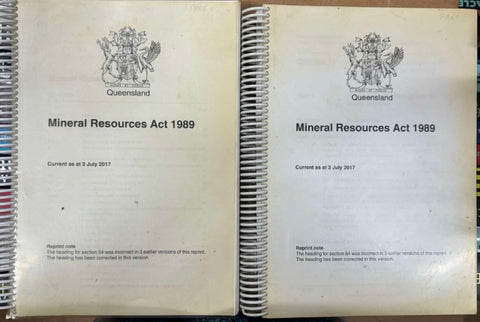 Queensland
Mineral Resources Act 1989
Current as at 3 July 2017
Reprint note
The heading for section 64 was incorrect in 3 earlier versions of this reprint.
The heading has been corrected in this version.
PART
Queensland
Mineral Resources Act 1989
Current as at 3 July 2017
Reprint note
The heading for section 64 was incorrect in 3 earlier versions of this reprint.
The heading has been corrected in this version.